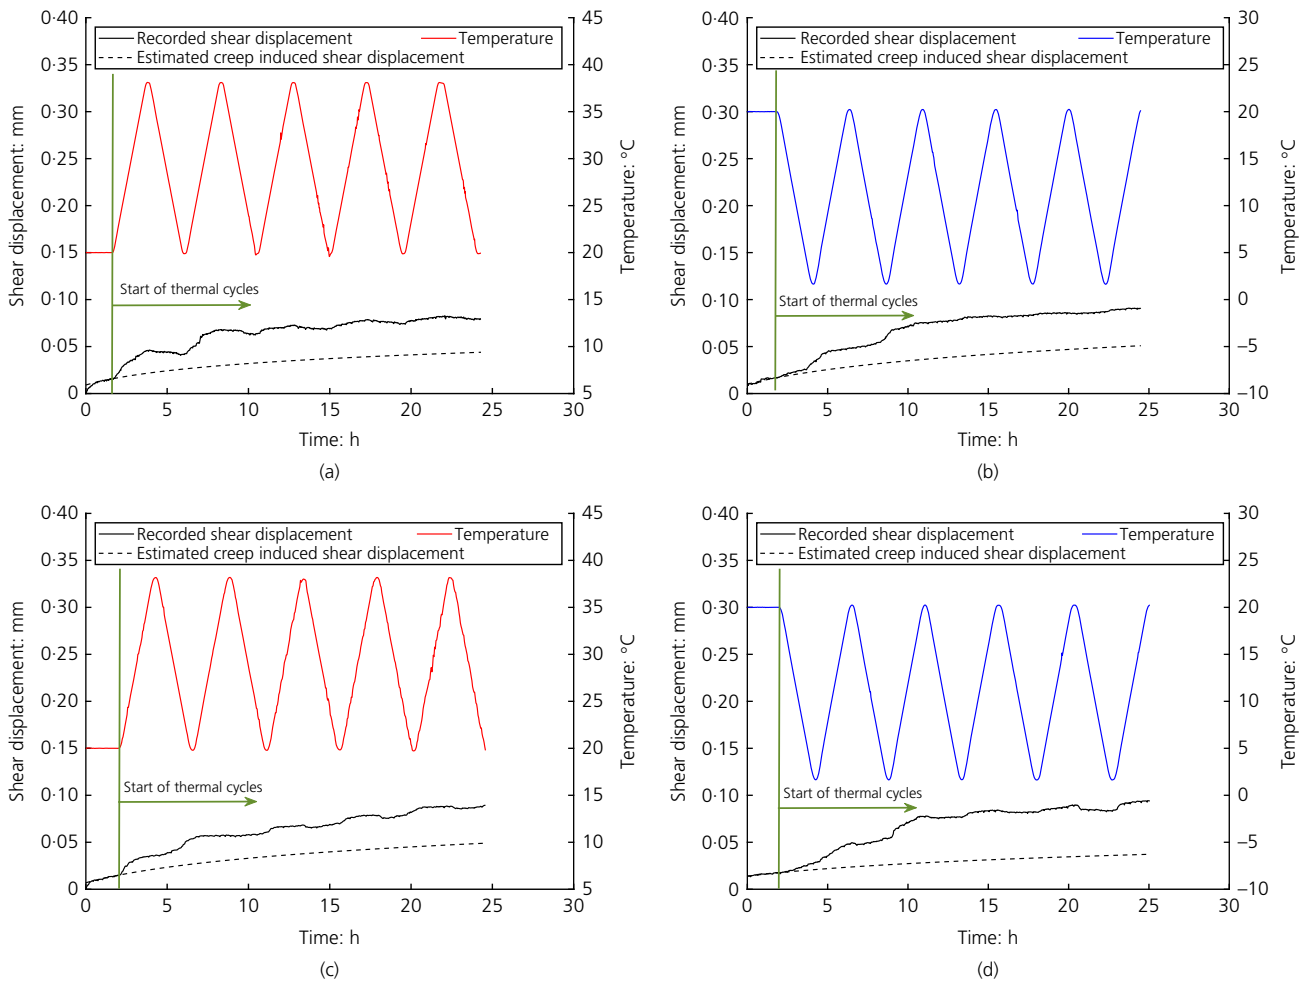 0·40
0·35
0·30
0·25
0·20
0·15
0·10
0·05
0
Shear displacement: mm
Recorded shear displacement
Temperature
Estimated creep induced shear displacement
Start of thermal cycles
45
40
35
30
25
20
15
10
5
Temperature: °C
0 5 10 15 20 25 30
Time: h
(a)
0·40
0·35
0·30
0·25
0·20
0·15
0·10
0·05
0
Shear displacement: mm
Recorded shear displacement
Temperature
Estimated creep induced shear displacement
Start of thermal cycles
30
25
20
15
10
5
0
–5
–10
Temperature: °C
0 5 10 15 20 25 30
Time: h
(b)
0·40
0·35
0·30
0·25
0·20
0·15
0·10
0·05
0
Shear displacement: mm
Recorded shear displacement
Temperature
Estimated creep induced shear displacement
Start of thermal cycles
45
40
35
30
25
20
15
10
5
Temperature: °C
0 5 10 15 20 25 30
Time: h
(c)
0·40
0·35
0·30
0·25
0·20
0·15
0·10
0·05
0
Shear displacement: mm
Recorded shear displacement
Temperature
Estimated creep induced shear displacement
Start of thermal cycles
30
25
20
15
10
5
0
–5
–10
Temperature: °C
0 5 10 15 20 25 30
Time: h
(d)